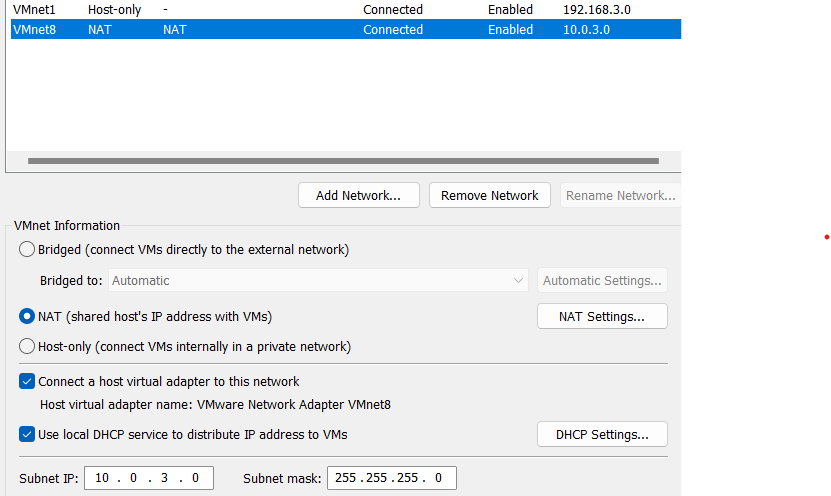 VMnet1 Host-only - Connected Enabled 192.168.3.0
VMnet8 NAT NAT Connected Enabled 10.0.3.0
Add Network... Remove Network Rename Network...
VMnet Information
Bridged (connect VMs directly to the external network)
Bridged to: Automatic Automatic Settings...
NAT (shared host's IP address with VMs) NAT Settings...
Host-only (connect VMs internally in a private network)
Connect a host virtual adapter to this network
Host virtual adapter name: VMware Network Adapter VMnet8
Use local DHCP service to distribute IP address to VMs DHCP Settings...
Subnet IP: 10 . 0 . 3 . 0 Subnet mask: 255 . 255 . 255 . 0